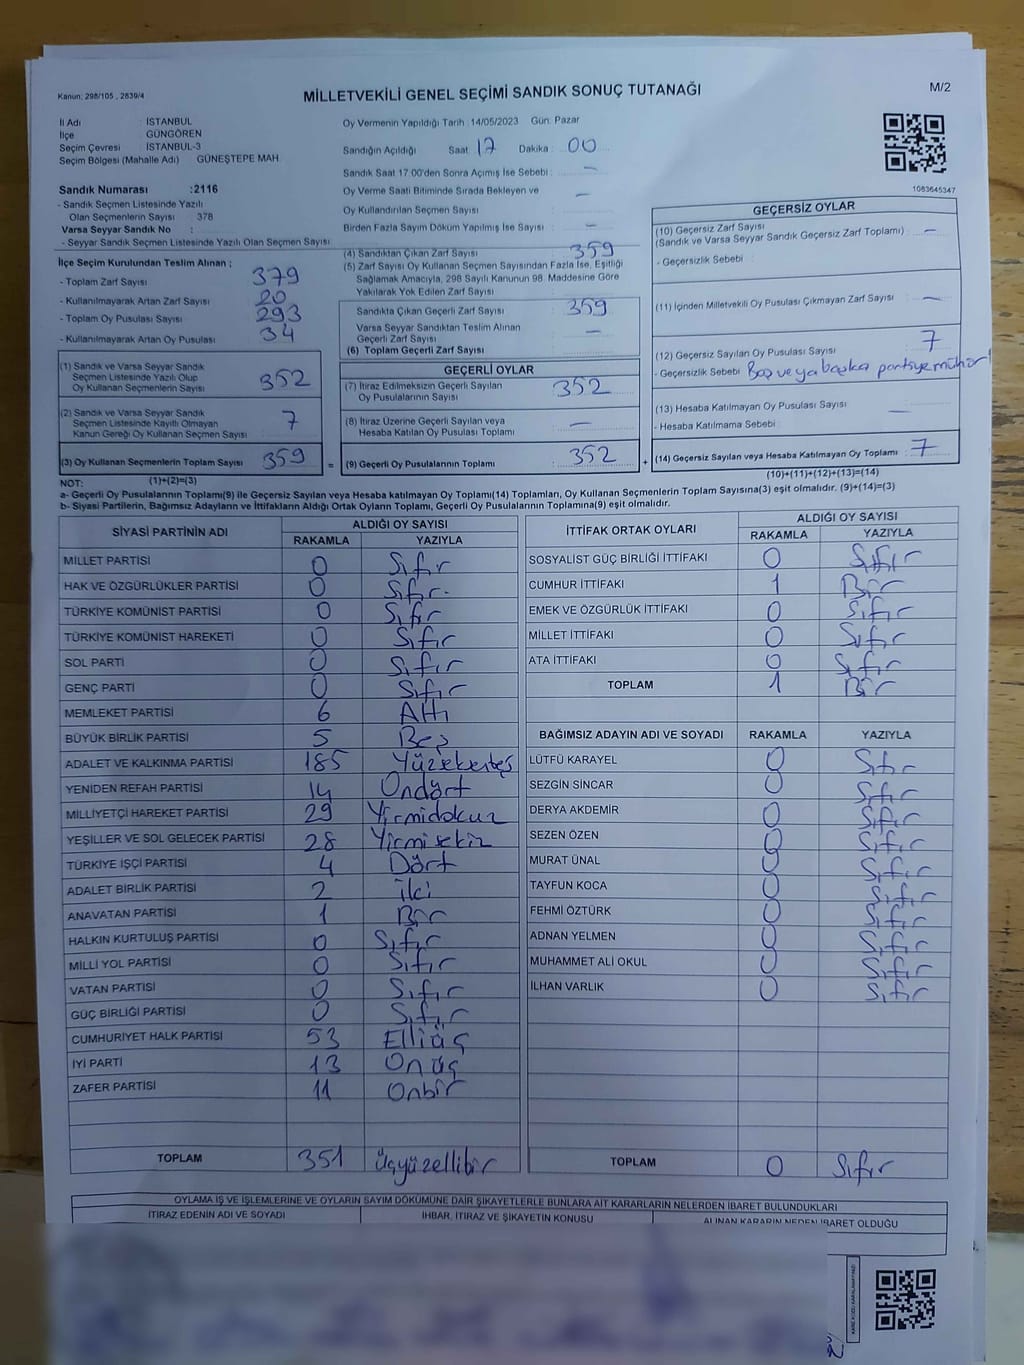 Kanun; 298/105 , 2839/4
MİLLETVEKİLİ GENEL SEÇİMİ SANDIK SONUÇ TUTANAĞI
M/2
İl Adı : İSTANBUL
İlçe : GÜNGÖREN
Seçim Çevresi : İSTANBUL-3
Seçim Bölgesi (Mahalle Adı) GÜNEŞTEPE MAH
Sandık Numarası :2116
- Sandık Seçmen Listesinde Yazılı
Olan Seçmenlerin Sayısı : 378
Varsa Seyyar Sandık No :
- Seyyar Sandık Seçmen Listesinde Yazılı Olan Seçmen Sayısı
Oy Vermenin Yapıldığı Tarih :14/05/2023 Gün: Pazar
Sandığın Açıldığı Saat: 17 Dakika : 00
Sandık Saat 17.00'den Sonra Açımış İse Sebebi : -
Oy Verme Saati Bitiminde Sırada Bekleyen ve -
Oy Kullandırılan Seçmen Sayısı :
Birden Fazla Sayım Döküm Yapılmış İse Sayısı : -
1083645347
İlçe Seçim Kurulundan Teslim Alınan ;
- Toplam Zarf Sayısı : 379
- Kullanılmayarak Artan Zarf Sayısı : 20
- Toplam Oy Pusulası Sayısı : 293
- Kullanılmayarak Artan Oy Pusulası : 34
(4) Sandıktan Çıkan Zarf Sayısı : 359
(5) Zarf Sayısı Oy Kullanan Seçmen Sayısından Fazla İse, Eşitliği
Sağlamak Amacıyla, 298 Sayılı Kanunun 98. Maddesine Göre
Yakılarak Yok Edilen Zarf Sayısı :
Sandıkta Çıkan Geçerli Zarf Sayısı : 359
Varsa Seyyar Sandıktan Teslim Alınan
Geçerli Zarf Sayısı : -
(6) Toplam Geçerli Zarf Sayısı :
GEÇERSİZ OYLAR
(10) Geçersiz Zarf Sayısı
(Sandık ve Varsa Seyyar Sandık Geçersiz Zarf Toplamı) : -
- Geçersizlik Sebebi :
(11) İçinden Milletvekili Oy Pusulası Çıkmayan Zarf Sayısı : -
(12) Geçersiz Sayılan Oy Pusulası Sayısı : 7
- Geçersizlik Sebebi : Boş veya başka partiye mühür
(13) Hesaba Katılmayan Oy Pusulası Sayısı : -
- Hesaba Katılmama Sebebi :
(14) Geçersiz Sayılan veya Hesaba Katılmayan Oy Toplamı : 7
(10)+(11)+(12)+(13)=(14)
(1) Sandık ve Varsa Seyyar Sandık
Seçmen Listesinde Yazılı Olup
Oy Kullanan Seçmenlerin Sayısı : 352
(2) Sandık ve Varsa Seyyar Sandık
Seçmen Listesinde Kayıtlı Olmayan
Kanun Gereği Oy Kullanan Seçmen Sayısı : 7
(3) Oy Kullanan Seçmenlerin Toplam Sayısı : 359 =
(1)+(2)=(3)
GEÇERLİ OYLAR
(7) İtiraz Edilmeksizin Geçerli Sayılan
Oy Pusulalarının Sayısı : 352
(8) İtiraz Üzerine Geçerli Sayılan veya
Hesaba Katılan Oy Pusulası Toplamı : -
(9) Geçerli Oy Pusulalarının Toplamı : 352 +
NOT:
a- Geçerli Oy Pusulalarının Toplamı(9) ile Geçersiz Sayılan veya Hesaba katılmayan Oy Toplamı(14) Toplamları, Oy Kullanan Seçmenlerin Toplam Sayısına(3) eşit olmalıdır. (9)+(14)=(3)
b- Siyasi Partilerin, Bağımsız Adayların ve İttifakların Aldığı Ortak Oyların Toplamı, Geçerli Oy Pusulalarının Toplamına(9) eşit olmalıdır.
SİYASİ PARTİNİN ADI ALDIĞI OY SAYISI
RAKAMLA YAZIYLA
MİLLET PARTİSİ 0 Sıfır
HAK VE ÖZGÜRLÜKLER PARTİSİ 0 Sıfır
TÜRKİYE KOMÜNİST PARTİSİ 0 Sıfır
TÜRKİYE KOMÜNİST HAREKETİ 0 Sıfır
SOL PARTİ 0 Sıfır
GENÇ PARTİ 0 Sıfır
MEMLEKET PARTİSİ 6 Altı
BÜYÜK BİRLİK PARTİSİ 5 Beş
ADALET VE KALKINMA PARTİSİ 185 Yüzseksenbeş
YENİDEN REFAH PARTİSİ 14 Ondört
MİLLİYETÇİ HAREKET PARTİSİ 29 Yirmidokuz
YEŞİLLER VE SOL GELECEK PARTİSİ 28 Yirmisekiz
TÜRKİYE İŞÇİ PARTİSİ 4 Dört
ADALET BİRLİK PARTİSİ 2 İki
ANAVATAN PARTİSİ 1 Bir
HALKIN KURTULUŞ PARTİSİ 0 Sıfır
MİLLİ YOL PARTİSİ 0 Sıfır
VATAN PARTİSİ 0 Sıfır
GÜÇ BİRLİĞİ PARTİSİ 0 Sıfır
CUMHURİYET HALK PARTİSİ 53 Elliüç
İYİ PARTİ 13 Onüç
ZAFER PARTİSİ 11 Onbir
TOPLAM 351 Üçyüzellibir
İTTİFAK ORTAK OYLARI ALDIĞI OY SAYISI
RAKAMLA YAZIYLA
SOSYALİST GÜÇ BİRLİĞİ İTTİFAKI 0 Sıfır
CUMHUR İTTİFAKI 1 Bir
EMEK VE ÖZGÜRLÜK İTTİFAKI 0 Sıfır
MİLLET İTTİFAKI 0 Sıfır
ATA İTTİFAKI 0 Sıfır
TOPLAM 1 Bir
BAĞIMSIZ ADAYIN ADI VE SOYADI RAKAMLA YAZIYLA
LÜTFÜ KARAYEL 0 Sıfır
SEZGİN SİNCAR 0 Sıfır
DERYA AKDEMİR 0 Sıfır
SEZEN ÖZEN 0 Sıfır
MURAT ÜNAL 0 Sıfır
TAYFUN KOCA 0 Sıfır
FEHMİ ÖZTÜRK 0 Sıfır
ADNAN YELMEN 0 Sıfır
MUHAMMET ALİ OKUL 0 Sıfır
İLHAN VARLIK 0 Sıfır
TOPLAM 0 Sıfır
OYLAMA İŞ VE İŞLEMLERİNE VE OYLARIN SAYIM DÖKÜMÜNE DAİR ŞİKAYETLERLE BUNLARA AİT KARARLARIN NELERDEN İBARET BULUNDUKLARI
İTİRAZ EDENİN ADI VE SOYADI İHBAR, İTİRAZ VE ŞİKAYETİN KONUSU ALINAN KARARIN NEDEN İBARET OLDUĞU